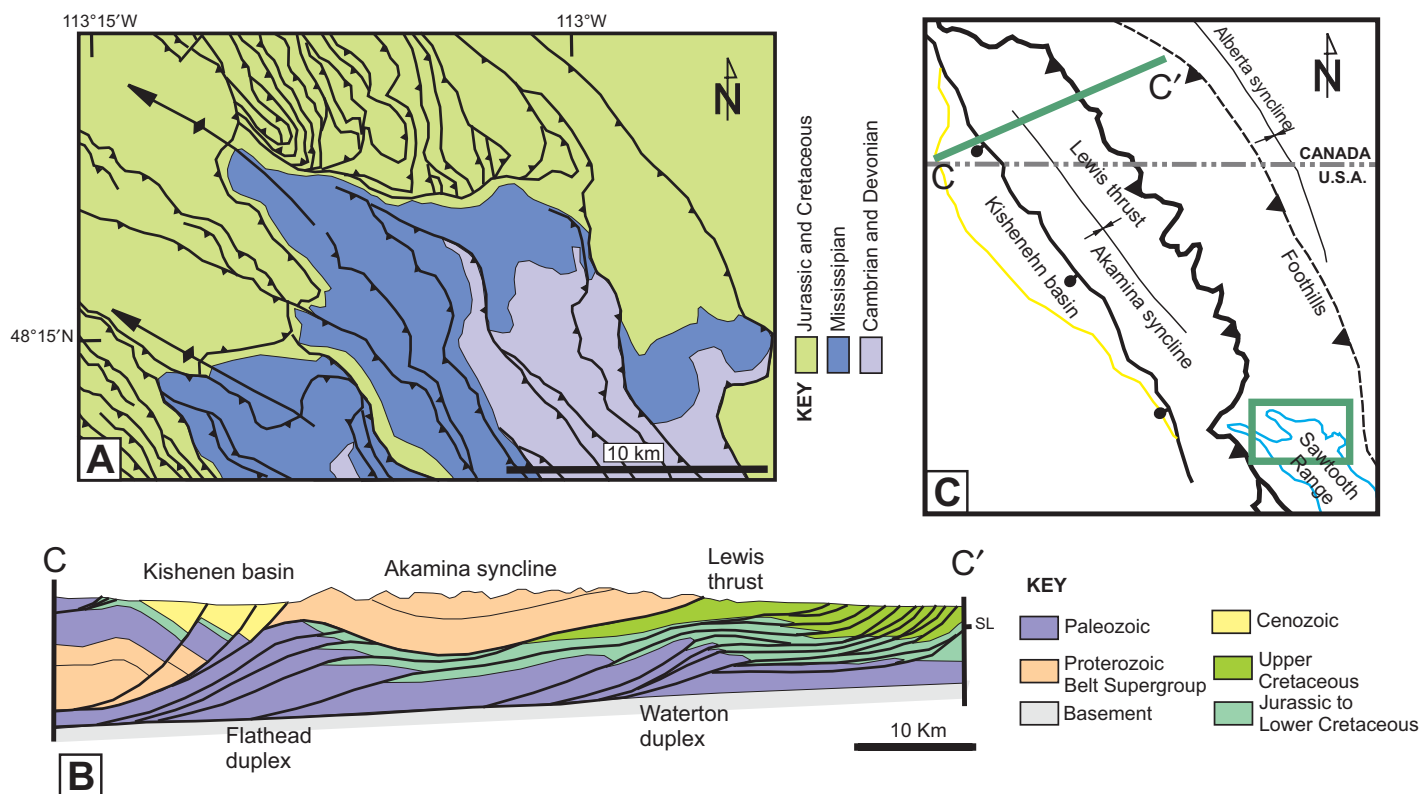 113°15'W
113°W
N
48°15'N
A
10 km
KEY
Jurassic and Cretaceous
Mississipian
Cambrian and Devonian
N
C'
Alberta syncline
CANADA
U.S.A.
C
Lewis thrust
Kishenehn basin
Akamina syncline
Foothills
Sawtooth
Range
C
C
Kishenen basin
Akamina syncline
Lewis
thrust
C'
SL
Flathead
duplex
Waterton
duplex
10 Km
B
KEY
Paleozoic
Proterozoic
Belt Supergroup
Basement
Cenozoic
Upper
Cretaceous
Jurassic to
Lower Cretaceous